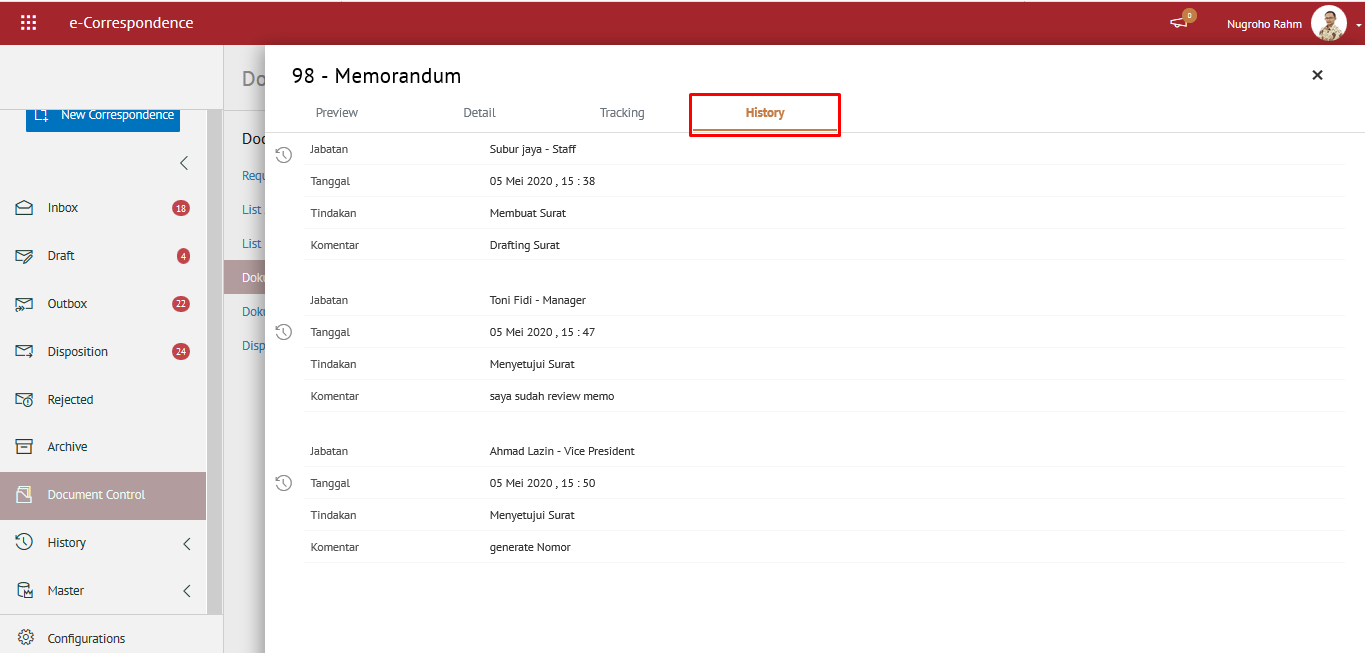 e-Correspondence
0
Nugroho Rahm
98 - Memorandum
Preview
Detail
Tracking
History
New Correspondence
Inbox
18
Draft
4
Outbox
22
Disposition
24
Rejected
Archive
Document Control
History
Master
Configurations
Do
Doc
Requ
List
List
Doku
Doku
Disp
Jabatan Subur jaya - Staff
Tanggal 05 Mei 2020 , 15 : 38
Tindakan Membuat Surat
Komentar Drafting Surat
Jabatan Toni Fidi - Manager
Tanggal 05 Mei 2020 , 15 : 47
Tindakan Menyetujui Surat
Komentar saya sudah review memo
Jabatan Ahmad Lazin - Vice President
Tanggal 05 Mei 2020 , 15 : 50
Tindakan Menyetujui Surat
Komentar generate Nomor